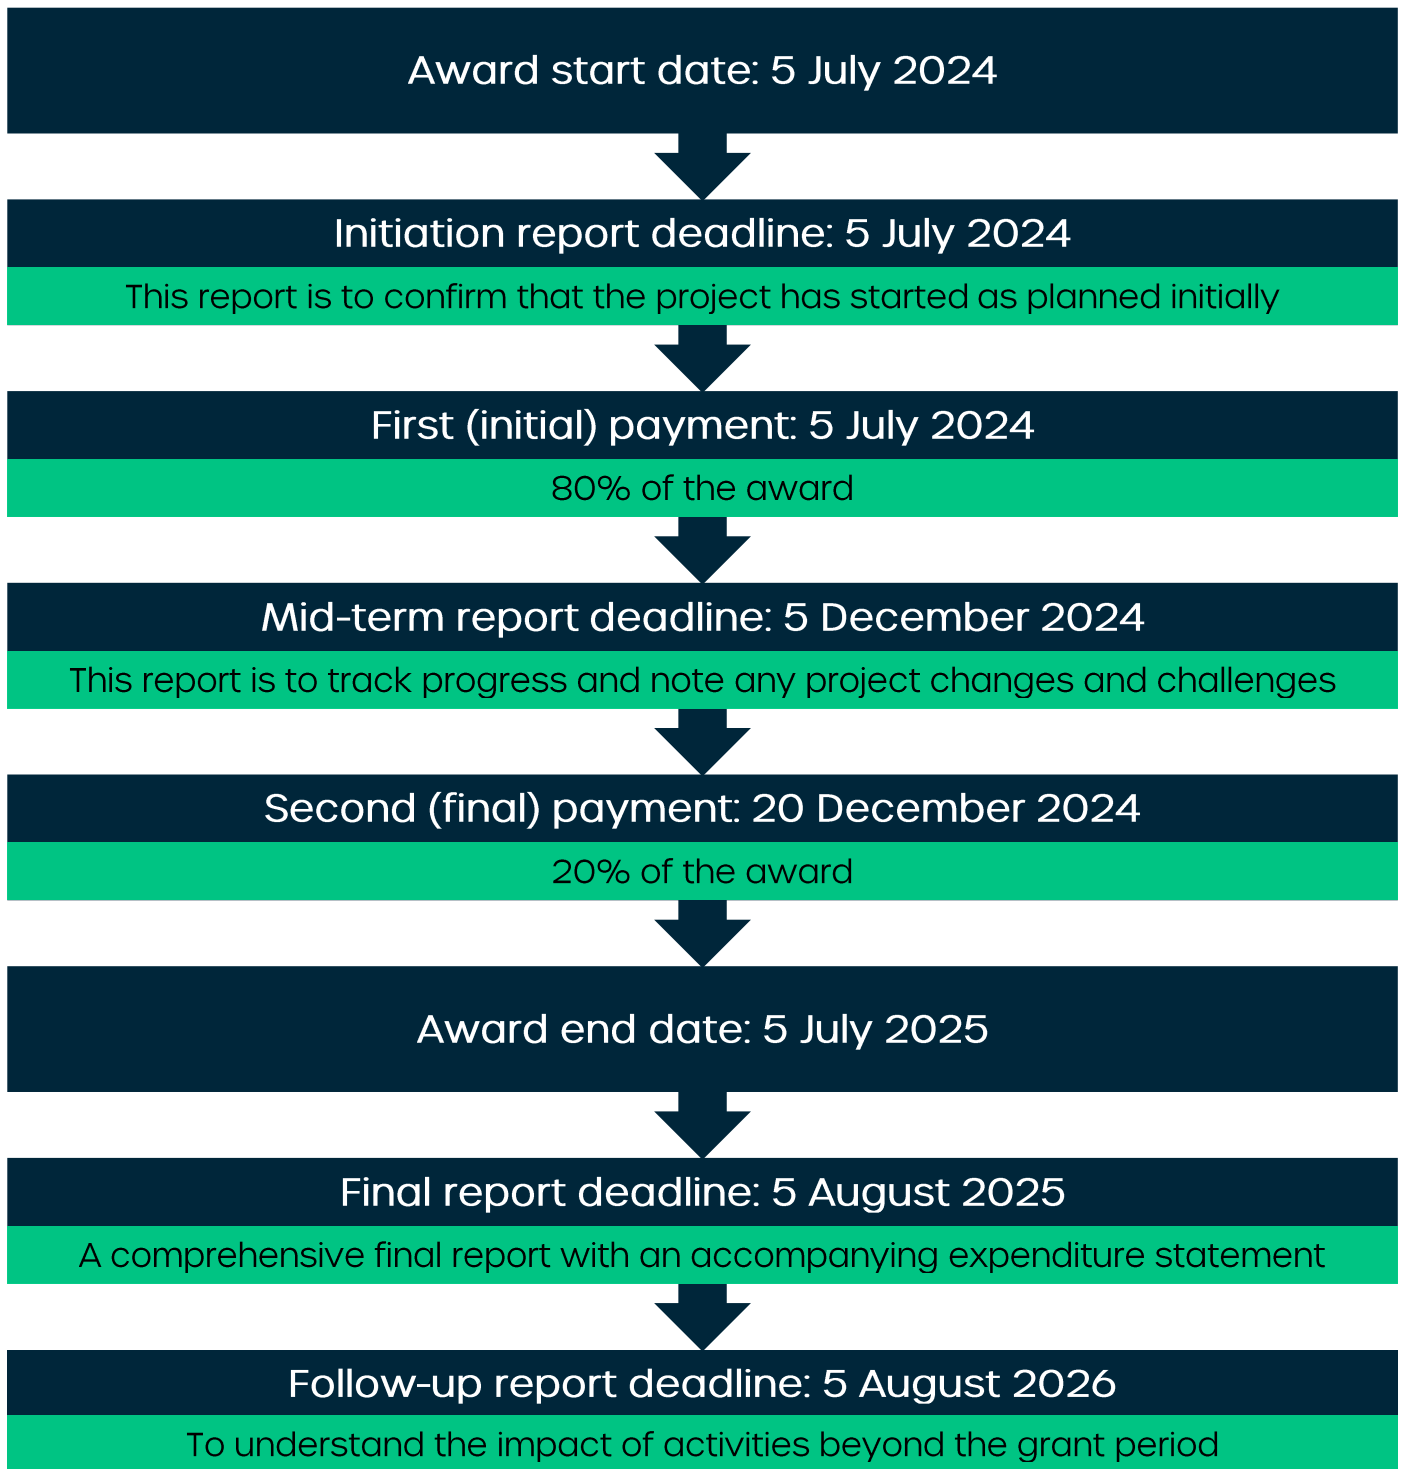 Award start date: 5 July 2024
Initiation report deadline: 5 July 2024
This report is to confirm that the project has started as planned initially
First (initial) payment: 5 July 2024
80% of the award
Mid-term report deadline: 5 December 2024
This report is to track progress and note any project changes and challenges
Second (final) payment: 20 December 2024
20% of the award
Award end date: 5 July 2025
Final report deadline: 5 August 2025
A comprehensive final report with an accompanying expenditure statement
Follow-up report deadline: 5 August 2026
To understand the impact of activities beyond the grant period